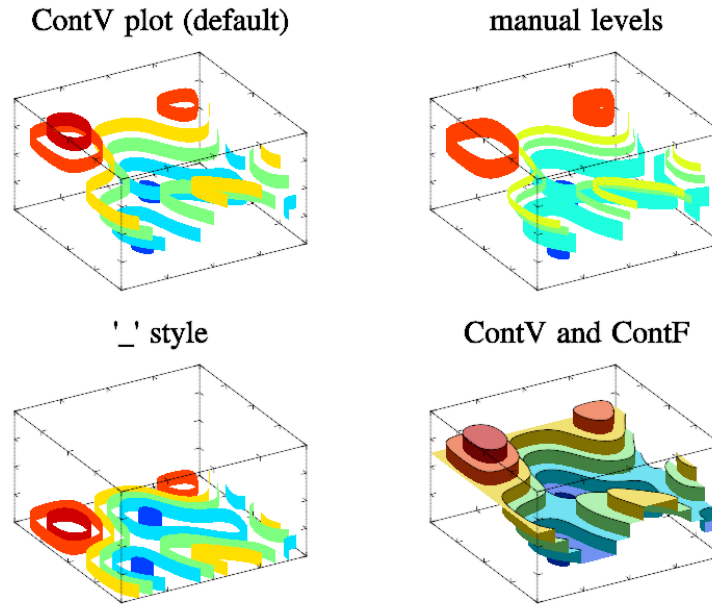 ContV plot (default)
manual levels
'_' style
ContV and ContF